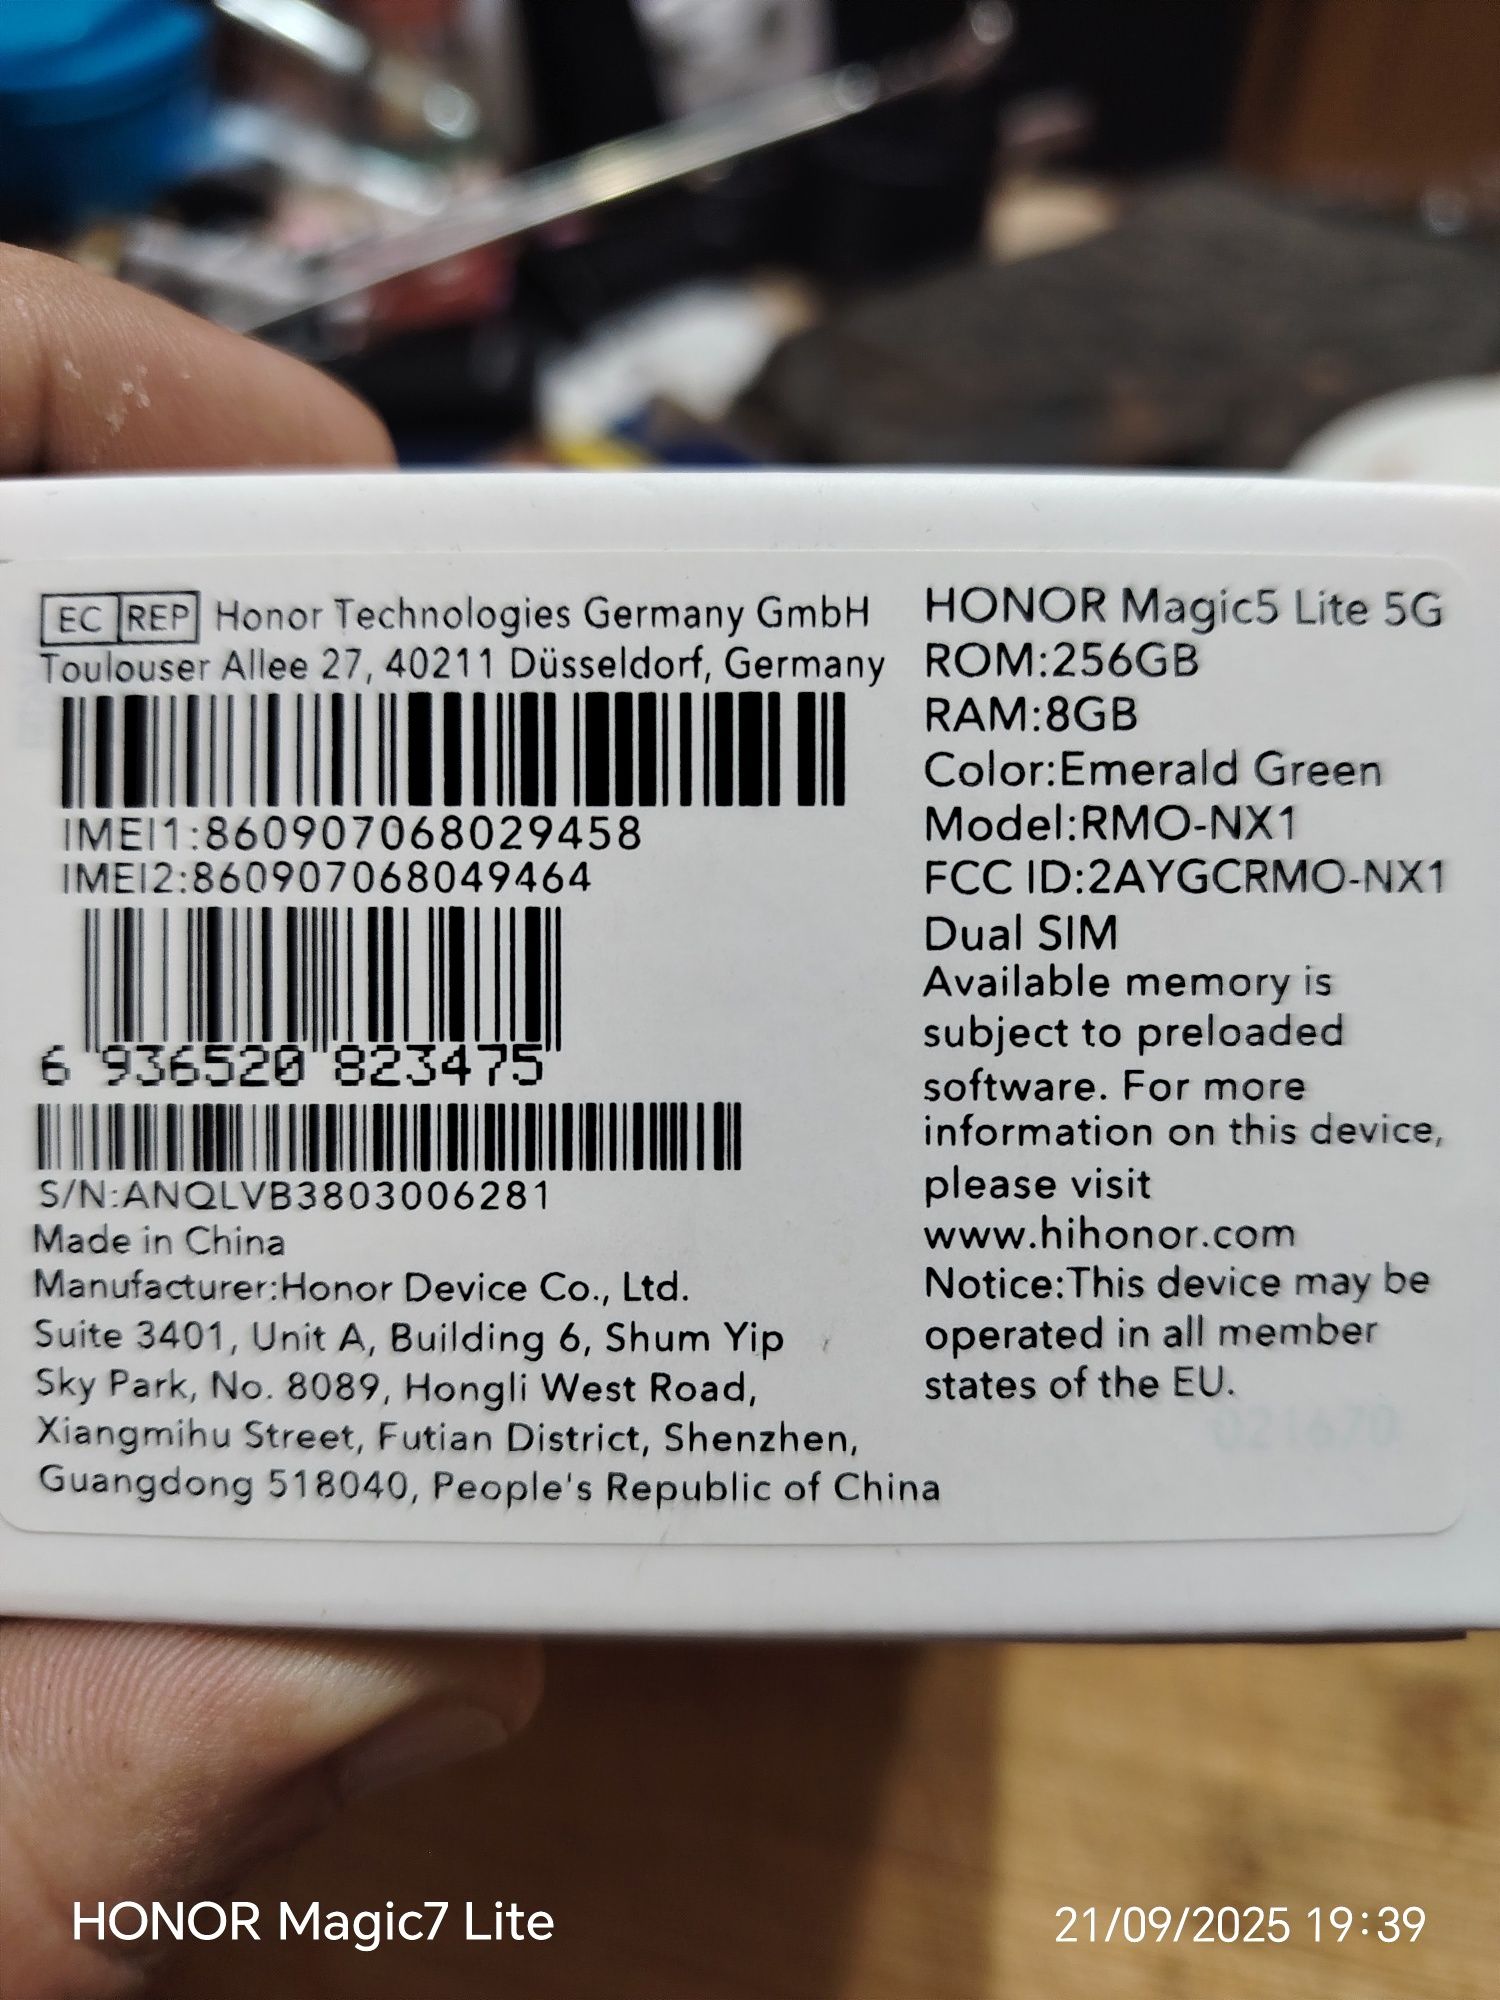 EC REP Honor Technologies Germany GmbH
Toulouser Allee 27, 40211 Düsseldorf, Germany
IMEI1:860907068029458
IMEI2:860907068049464
6 936520 823475
S/N:ANQLVB3803006281
Made in China
Manufacturer:Honor Device Co., Ltd.
Suite 3401, Unit A, Building 6, Shum Yip
Sky Park, No. 8089, Hongli West Road,
Xiangmihu Street, Futian District, Shenzhen,
Guangdong 518040, People's Republic of China
HONOR Magic5 Lite 5G
ROM:256GB
RAM:8GB
Color:Emerald Green
Model:RMO-NX1
FCC ID:2AYGCRMO-NX1
Dual SIM
Available memory is
subject to preloaded
software. For more
information on this device,
please visit
www.hihonor.com
Notice:This device may be
operated in all member
states of the EU.
021670
HONOR Magic7 Lite
21/09/2025 19:39